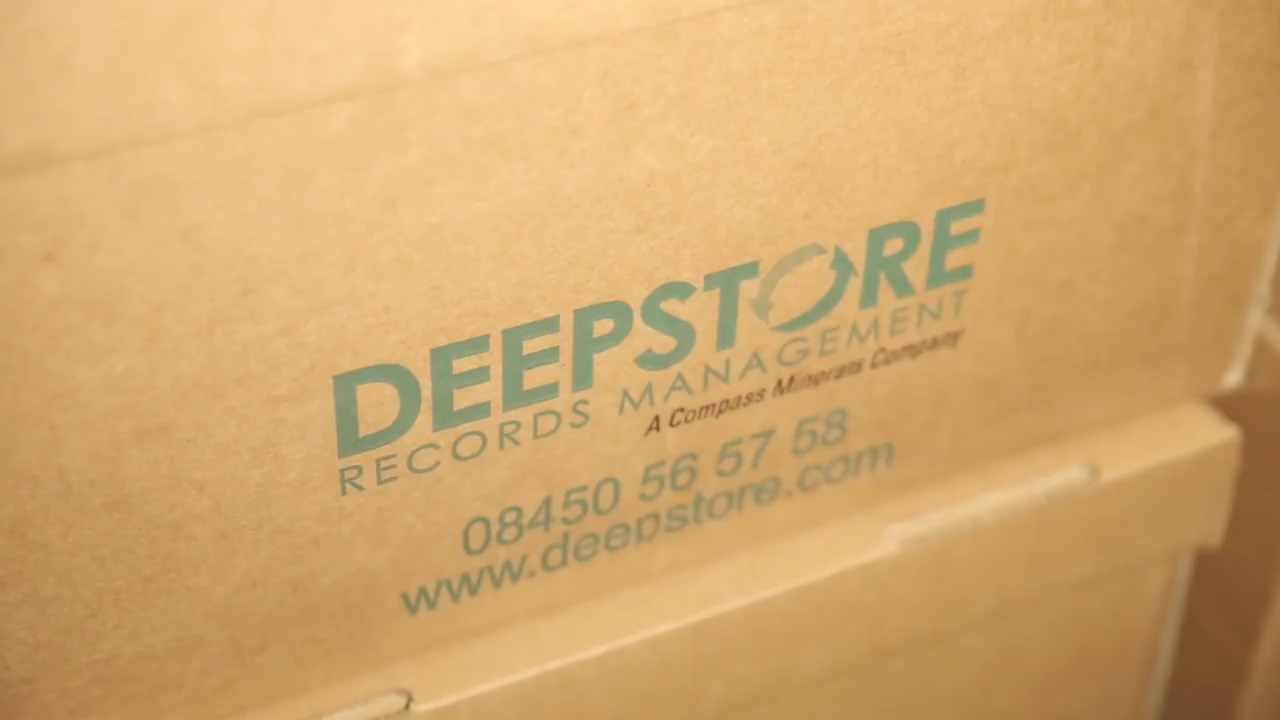 DEEPSTORE
RECORDS MANAGEMENT
A Compass Minerals Company
08450 56 57 58
www.deepstore.com